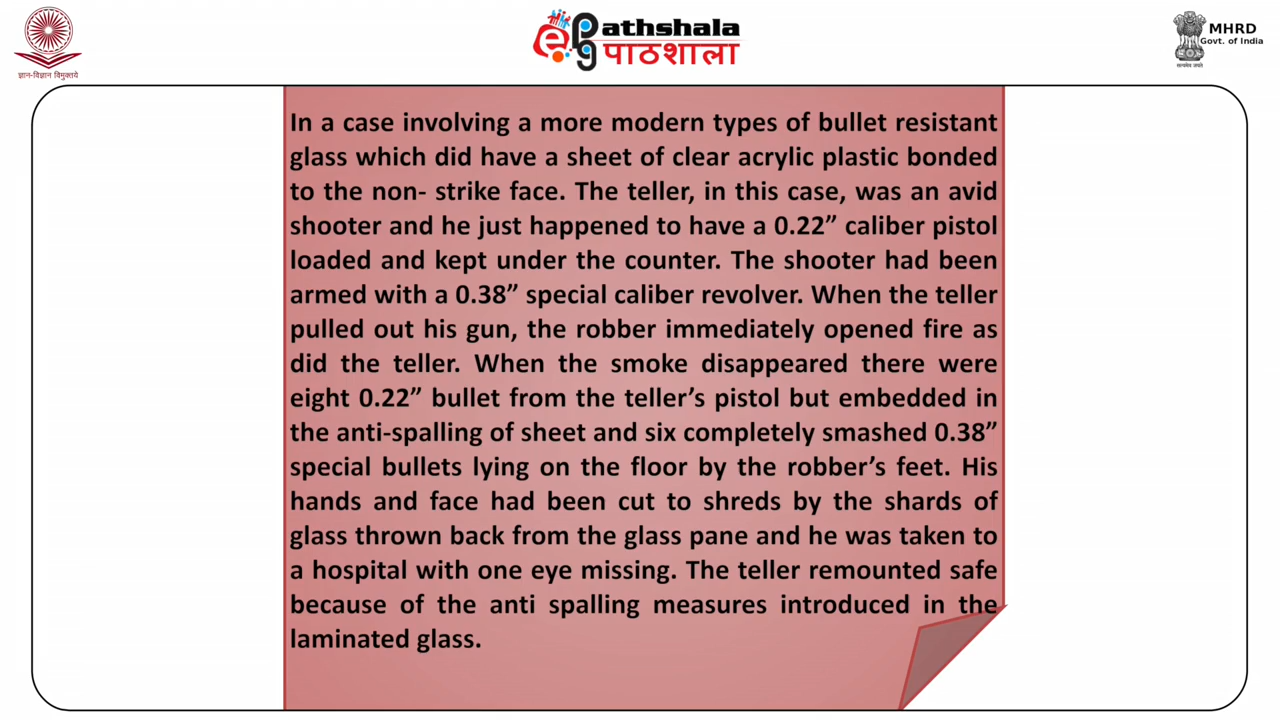 ज्ञान-विज्ञान विमुक्तये
ePathshala
पाठशाला
सत्यमेव जयते
MHRD
Govt. of India
In a case involving a more modern types of bullet resistant
glass which did have a sheet of clear acrylic plastic bonded
to the non- strike face. The teller, in this case, was an avid
shooter and he just happened to have a 0.22” caliber pistol
loaded and kept under the counter. The shooter had been
armed with a 0.38” special caliber revolver. When the teller
pulled out his gun, the robber immediately opened fire as
did the teller. When the smoke disappeared there were
eight 0.22” bullet from the teller’s pistol but embedded in
the anti-spalling of sheet and six completely smashed 0.38”
special bullets lying on the floor by the robber’s feet. His
hands and face had been cut to shreds by the shards of
glass thrown back from the glass pane and he was taken to
a hospital with one eye missing. The teller remounted safe
because of the anti spalling measures introduced in the
laminated glass.